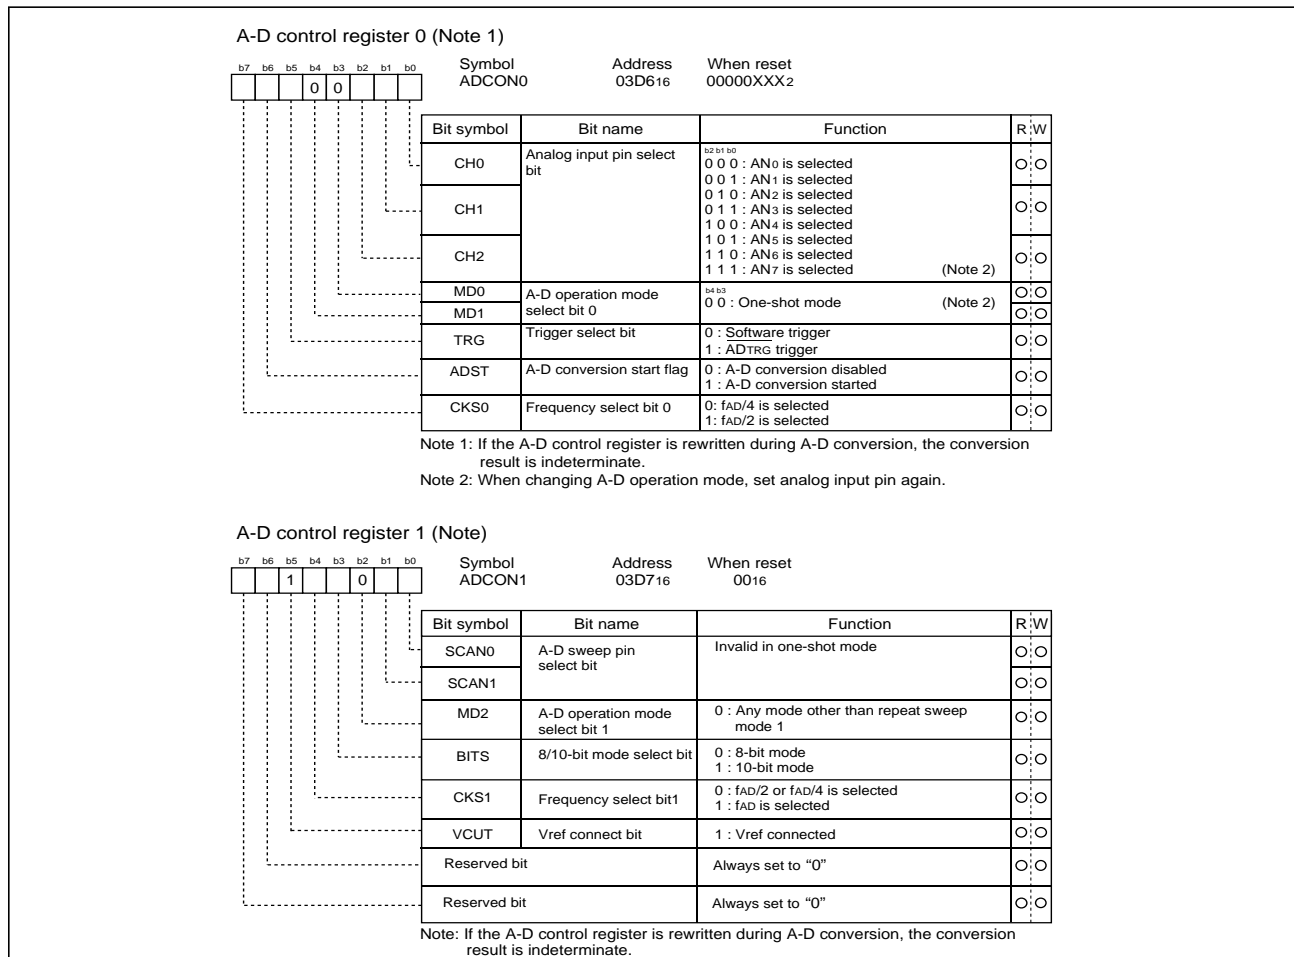 A-D control register 0 (Note 1)
Symbol Address When reset
b7 b6 b5 b4 b3 b2 b1 b0
ADCON0 03D616 00000XXX2
0 0
Bit symbol Bit name Function R W
CH0 Analog input pin select bit
b2 b1 b0
0 0 0 : AN0 is selected
0 0 1 : AN1 is selected
0 1 0 : AN2 is selected
0 1 1 : AN3 is selected
CH1
1 0 0 : AN4 is selected
1 0 1 : AN5 is selected
1 1 0 : AN6 is selected
CH2
1 1 1 : AN7 is selected (Note 2)
MD0 A-D operation mode select bit 0
b4 b3
0 0 : One-shot mode (Note 2)
MD1
TRG Trigger select bit
0 : Software trigger
1 : ADTRG trigger
ADST A-D conversion start flag
0 : A-D conversion disabled
1 : A-D conversion started
CKS0 Frequency select bit 0
0: fAD/4 is selected
1: fAD/2 is selected
Note 1: If the A-D control register is rewritten during A-D conversion, the conversion
result is indeterminate.
Note 2: When changing A-D operation mode, set analog input pin again.
A-D control register 1 (Note)
Symbol Address When reset
b7 b6 b5 b4 b3 b2 b1 b0
ADCON1 03D716 0016
1 0
Bit symbol Bit name Function R W
SCAN0 A-D sweep pin select bit Invalid in one-shot mode
SCAN1
MD2 A-D operation mode select bit 1
0 : Any mode other than repeat sweep
mode 1
BITS 8/10-bit mode select bit
0 : 8-bit mode
1 : 10-bit mode
CKS1 Frequency select bit1
0 : fAD/2 or fAD/4 is selected
1 : fAD is selected
VCUT Vref connect bit 1 : Vref connected
Reserved bit Always set to “0”
Reserved bit Always set to “0”
Note: If the A-D control register is rewritten during A-D conversion, the conversion
result is indeterminate.